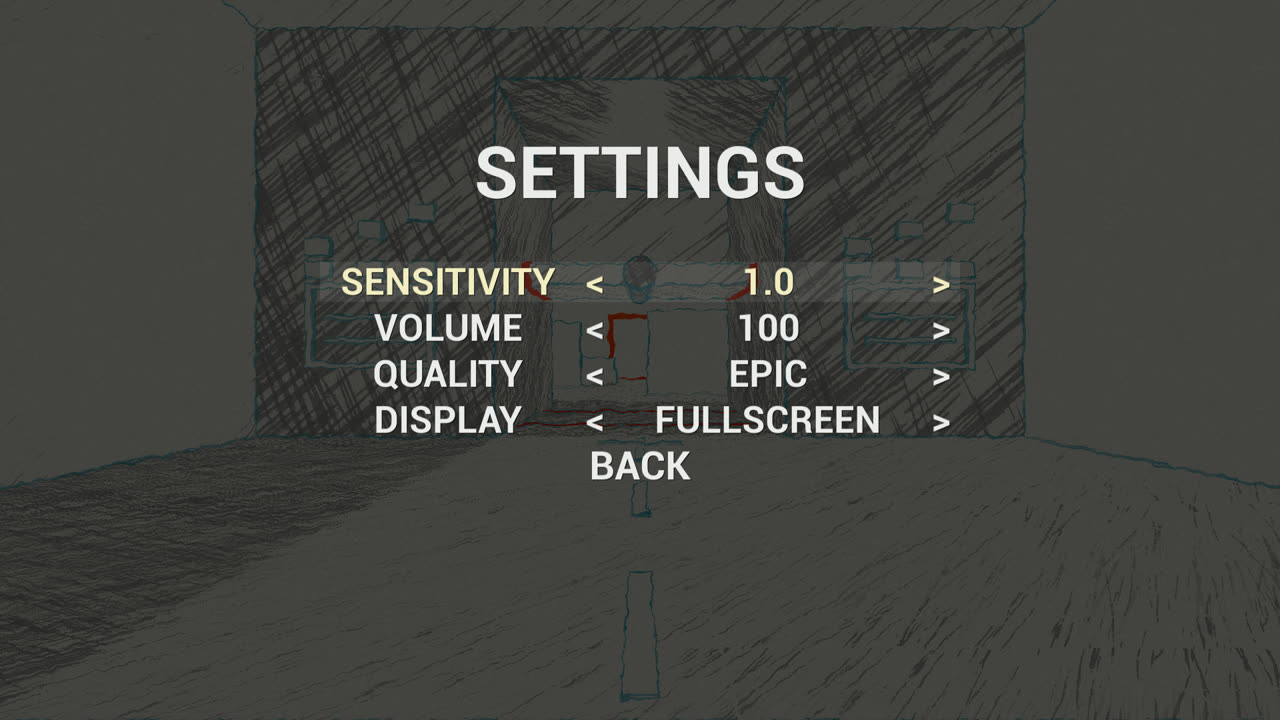 SETTINGS
SENSITIVITY < 1.0 >
VOLUME < 100 >
QUALITY < EPIC >
DISPLAY < FULLSCREEN >
BACK